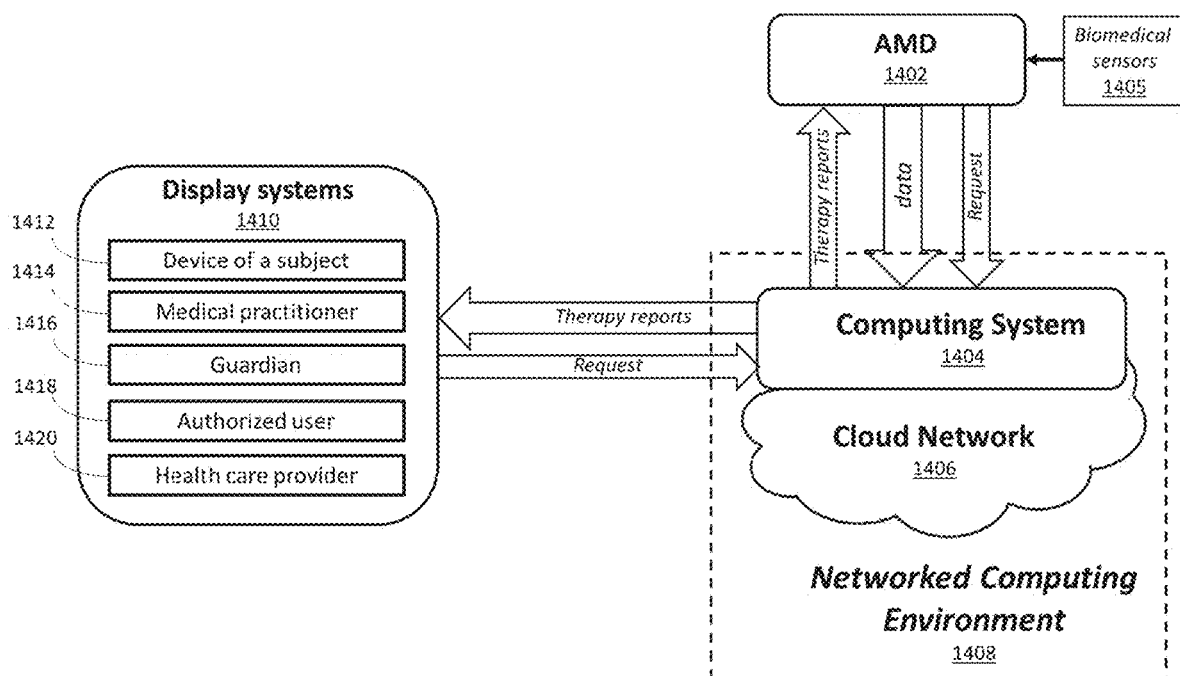 AMD
1402
Biomedical
sensors
1405
Therapy reports
data
Request
Display systems
1410
1412
Device of a subject
1414
Medical practitioner
1416
Guardian
1418
Authorized user
1420
Health care provider
Therapy reports
Request
Computing System
1404
Cloud Network
1406
Networked Computing
Environment
1408